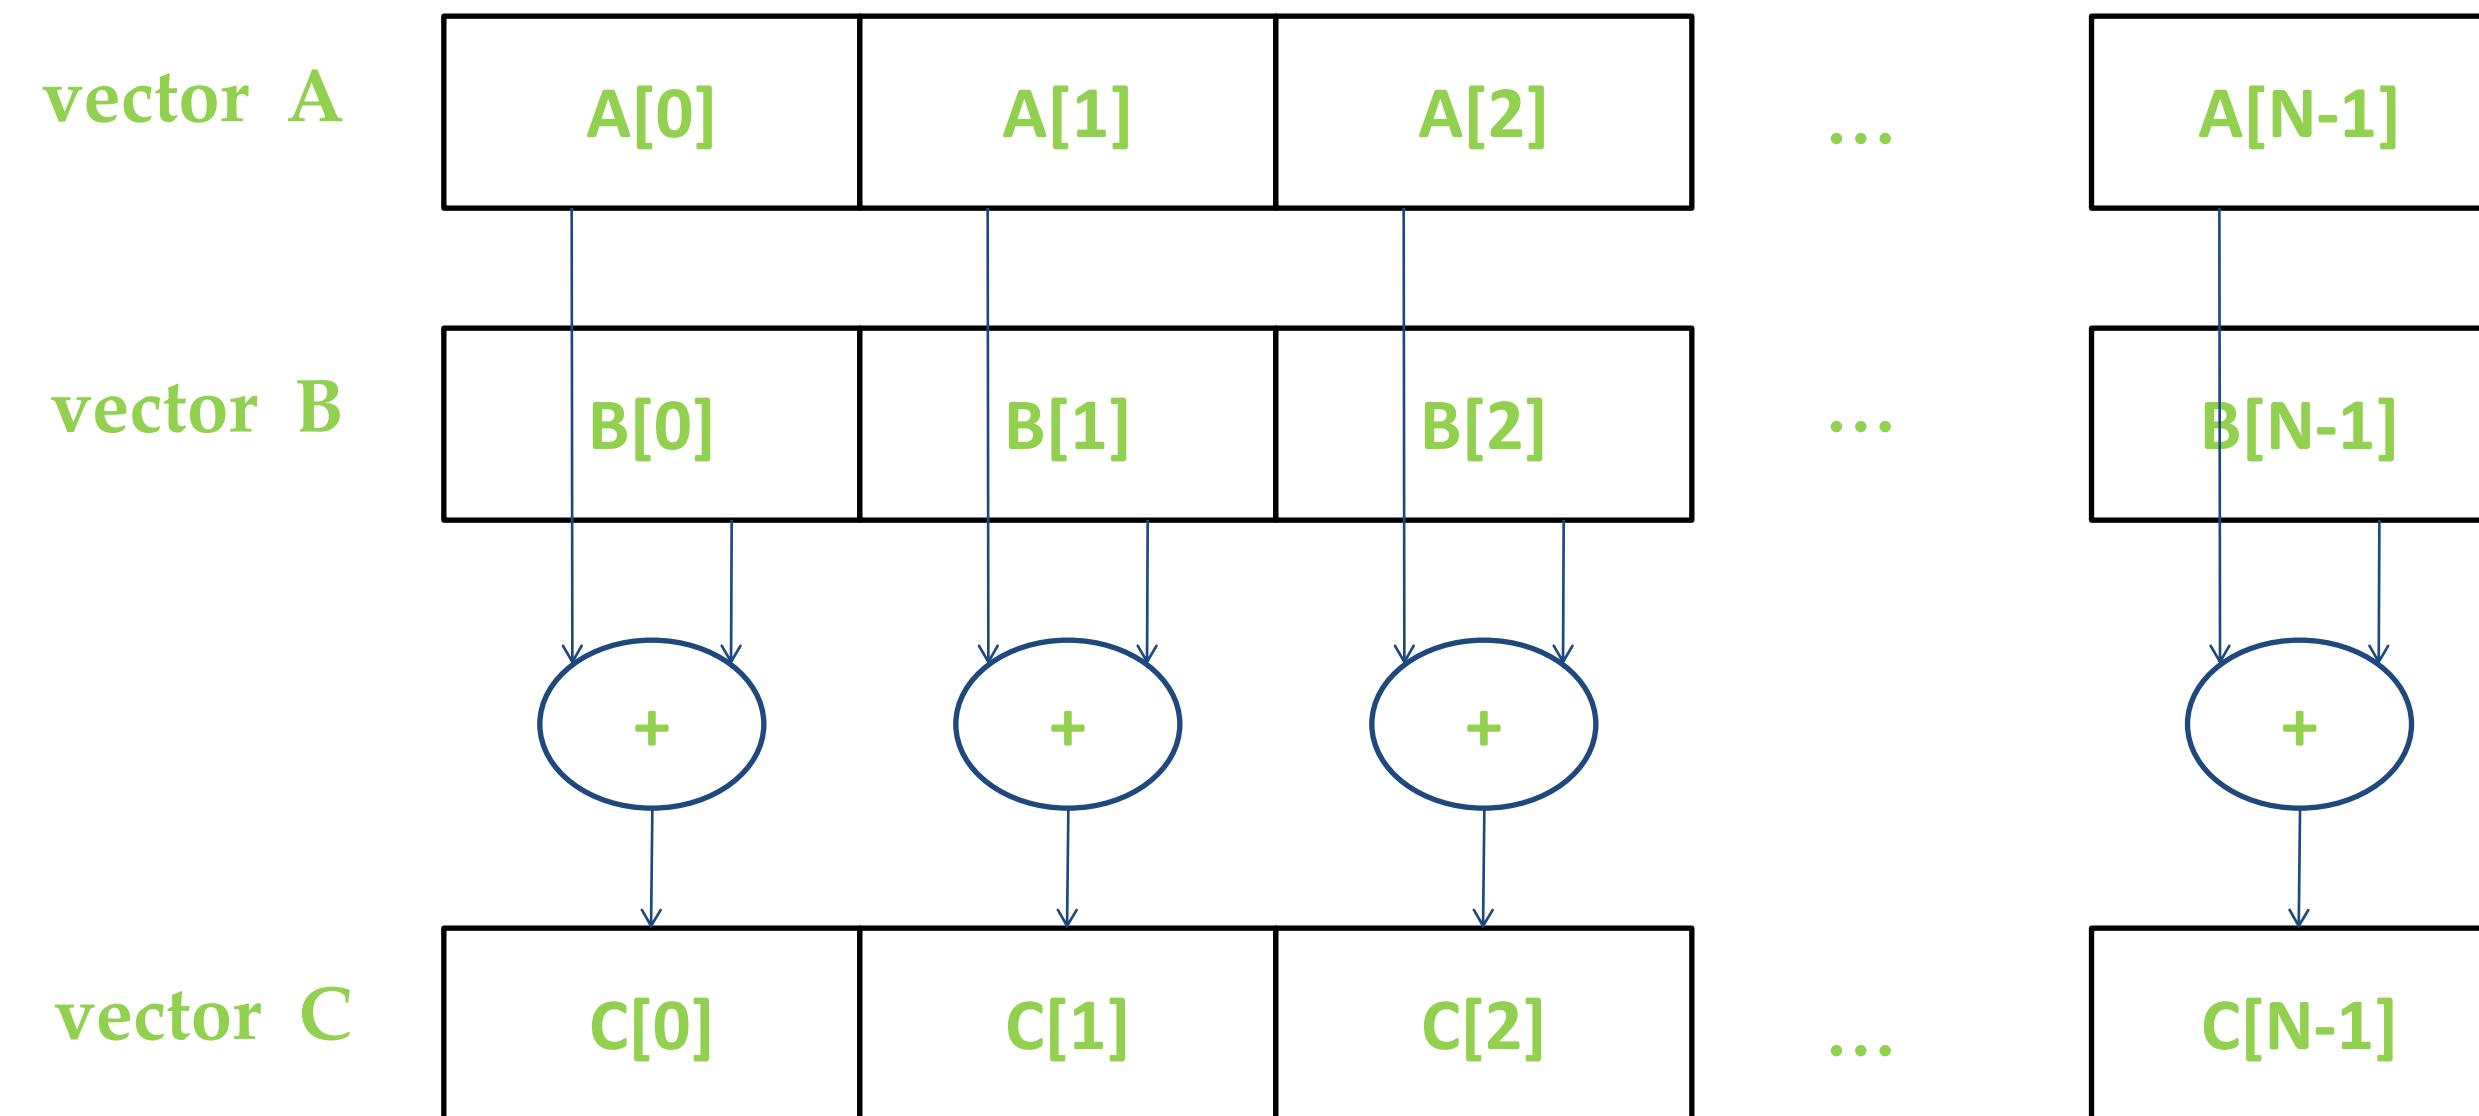 vector A A[0] A[1] A[2] ... A[N-1]
vector B B[0] B[1] B[2] ... B[N-1]
+ + + +
vector C C[0] C[1] C[2] ... C[N-1]